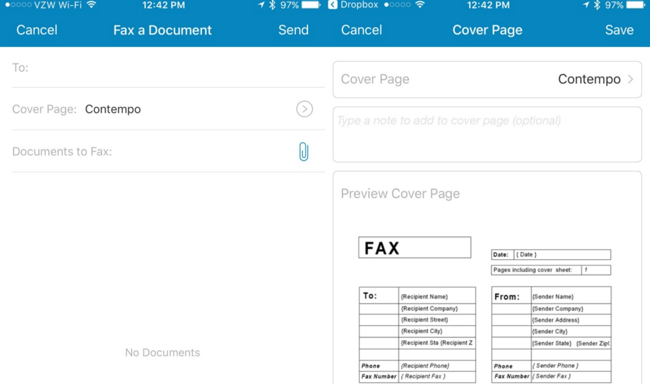 VZW Wi-Fi 12:42 PM 97%
Cancel Fax a Document Send
To:
Cover Page: Contempo
Documents to Fax:
No Documents
Dropbox 12:42 PM 97%
Cancel Cover Page Save
Cover Page Contempo
Type a note to add to cover page (optional)
Preview Cover Page
FAX
Date: { Date }
Pages including cover sheet: 1
To: {Recipient Name}
{Recipient Company}
{Recipient Street}
{Recipient City}
{Recipient Sta {Recipient Z
Phone {Recipient Phone}
Fax Number { Recipient Fax }
From: {Sender Name}
{Sender Company}
{Sender Address}
{Sender City}
{Sender State} {Sender Zip
Phone { Sender Phone }
Fax Number { Sender Fax }